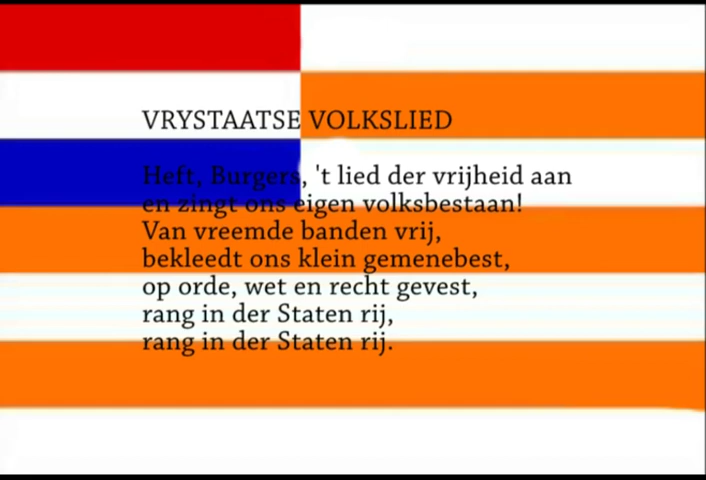 VRYSTAATSE VOLKSLIED
Heft, Burgers, 't lied der vrijheid aan
en zingt ons eigen volksbestaan!
Van vreemde banden vrij,
bekleedt ons klein gemenebest,
op orde, wet en recht gevest,
rang in der Staten rij,
rang in der Staten rij.